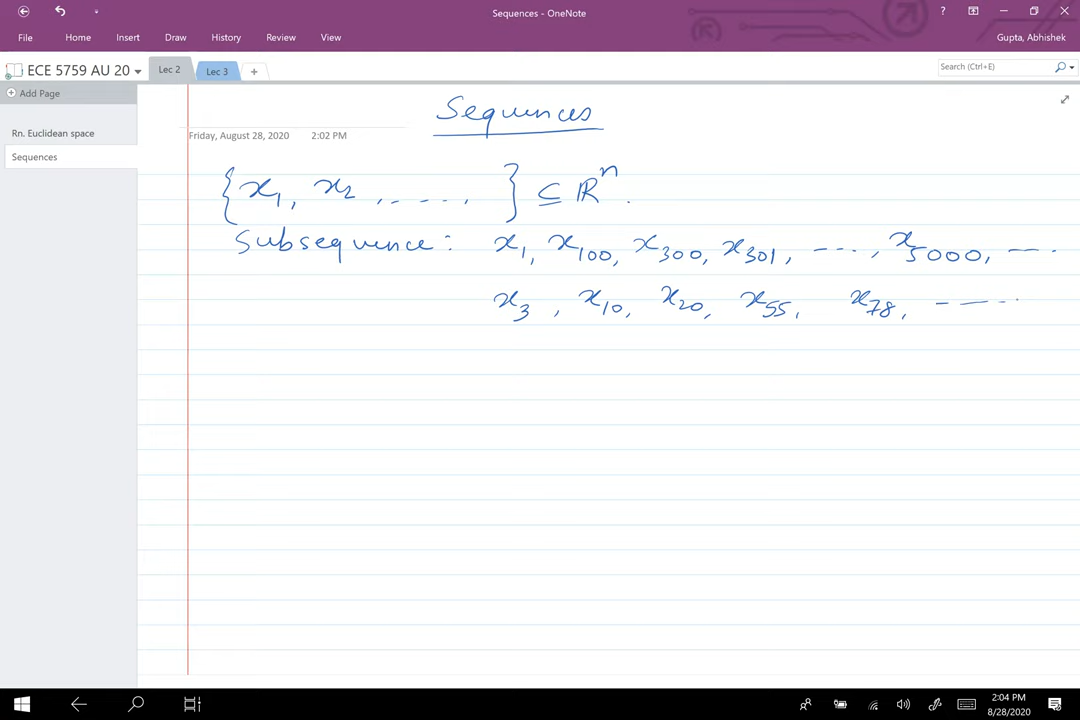 Sequences - OneNote
Gupta, Abhishek
File Home Insert Draw History Review View
ECE 5759 AU 20 Lec 2 Lec 3 +
Search (Ctrl+E)
Add Page
Rn. Euclidean space
Sequences
Sequences
Friday, August 28, 2020 2:02 PM
{x₁, x₂, ......, } ⊆ ℝⁿ.
Subsequence: x₁, x₁₀₀, x₃₀₀, x₃₀₁, ...., x₅₀₀₀, ....
x₃, x₁₀, x₂₀, x₅₅, x₇₈, ....
2:04 PM
8/28/2020